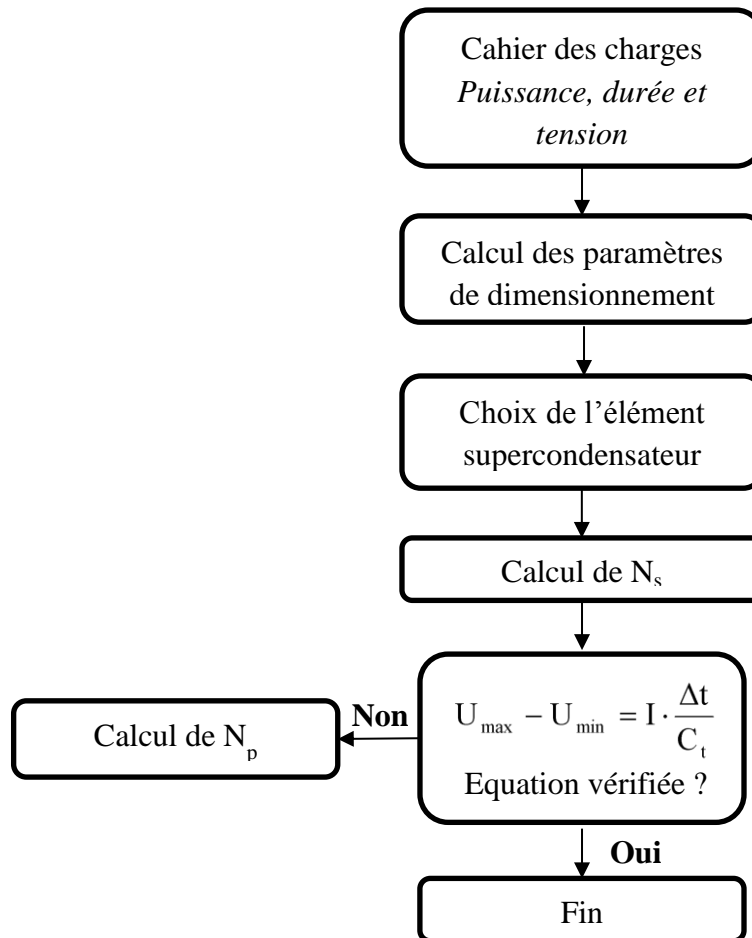 Cahier des charges
Puissance, durée et
tension
Calcul des paramètres
de dimensionnement
Choix de l’élément
supercondensateur
Calcul de Nₛ
U_max − U_min = I · Δt / C_t
Equation vérifiée ?
Non
Calcul de N_p
Oui
Fin